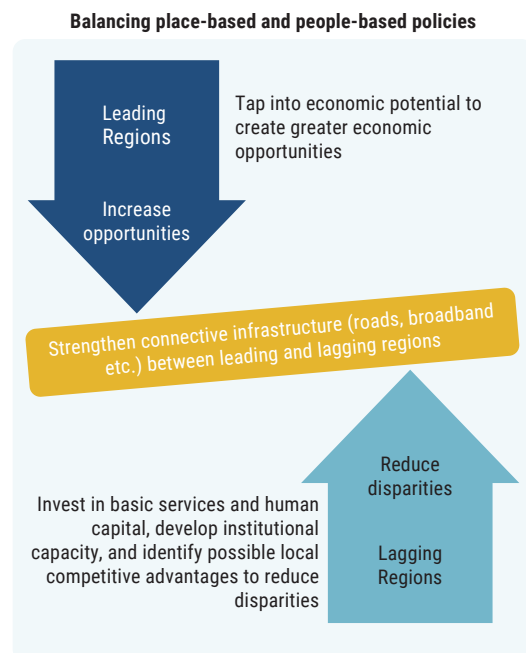 Balancing place-based and people-based policies
Leading
Regions
Increase
opportunities
Tap into economic potential to
create greater economic
opportunities
Strengthen connective infrastructure (roads, broadband
etc.) between leading and lagging regions
Reduce
disparities
Lagging
Regions
Invest in basic services and human
capital, develop institutional
capacity, and identify possible local
competitive advantages to reduce
disparities